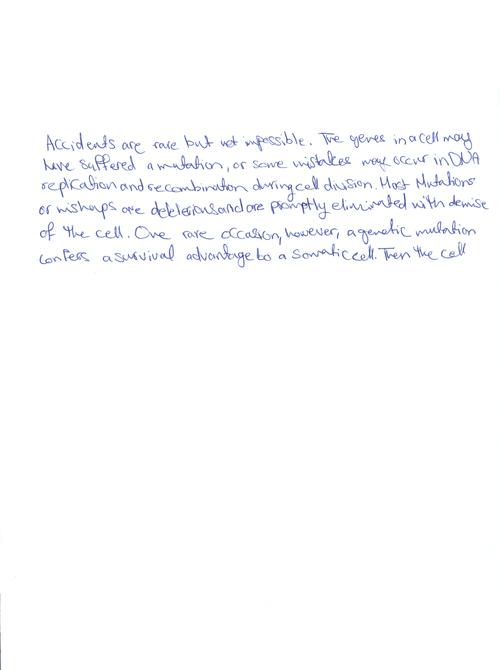 Accidents are rare but not impossible. The genes in a cell may
have suffered a mutation, or some mistakes may occur in DNA
replication and recombination during cell division. Most Mutations
or mishaps are deleterious and are promptly eliminated with demise
of the cell. One rare occasion, however, a genetic mutation
confers a survival advantage to a Somatic cell. Then the cell